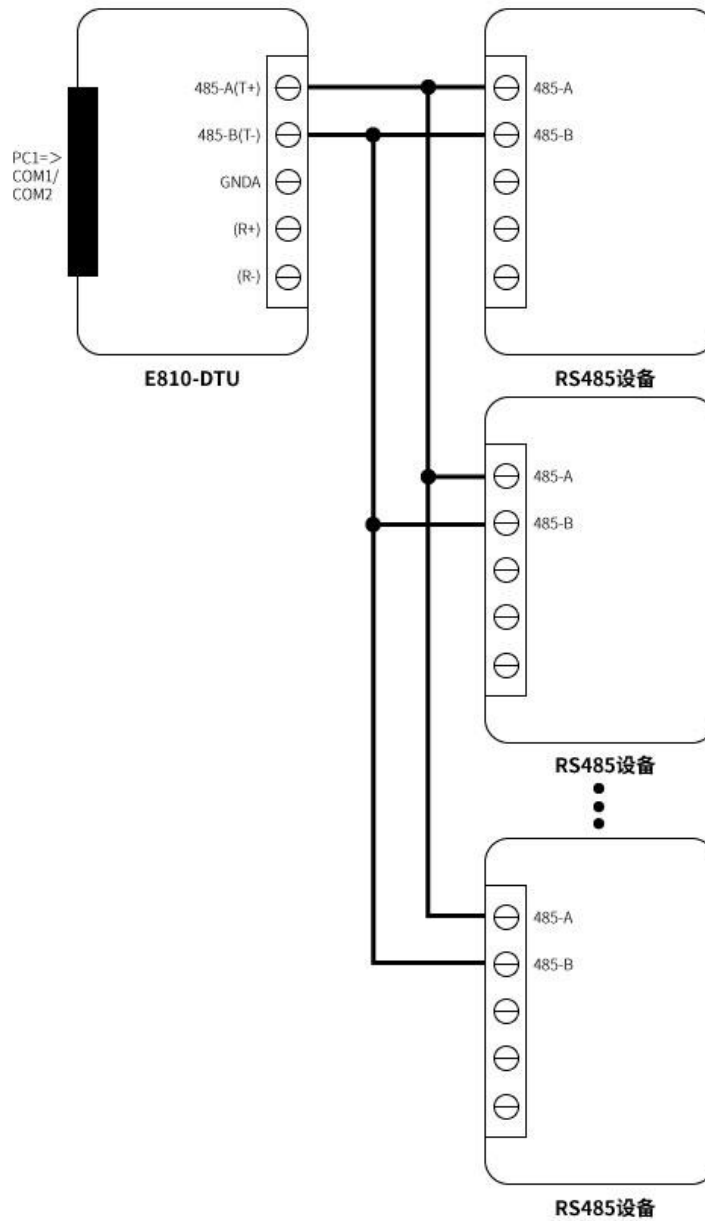 PC1=>
COM1/
COM2
485-A(T+)
485-B(T-)
GNDA
(R+)
(R-)
E810-DTU
485-A
485-B
RS485设备
485-A
485-B
RS485设备
485-A
485-B
RS485设备